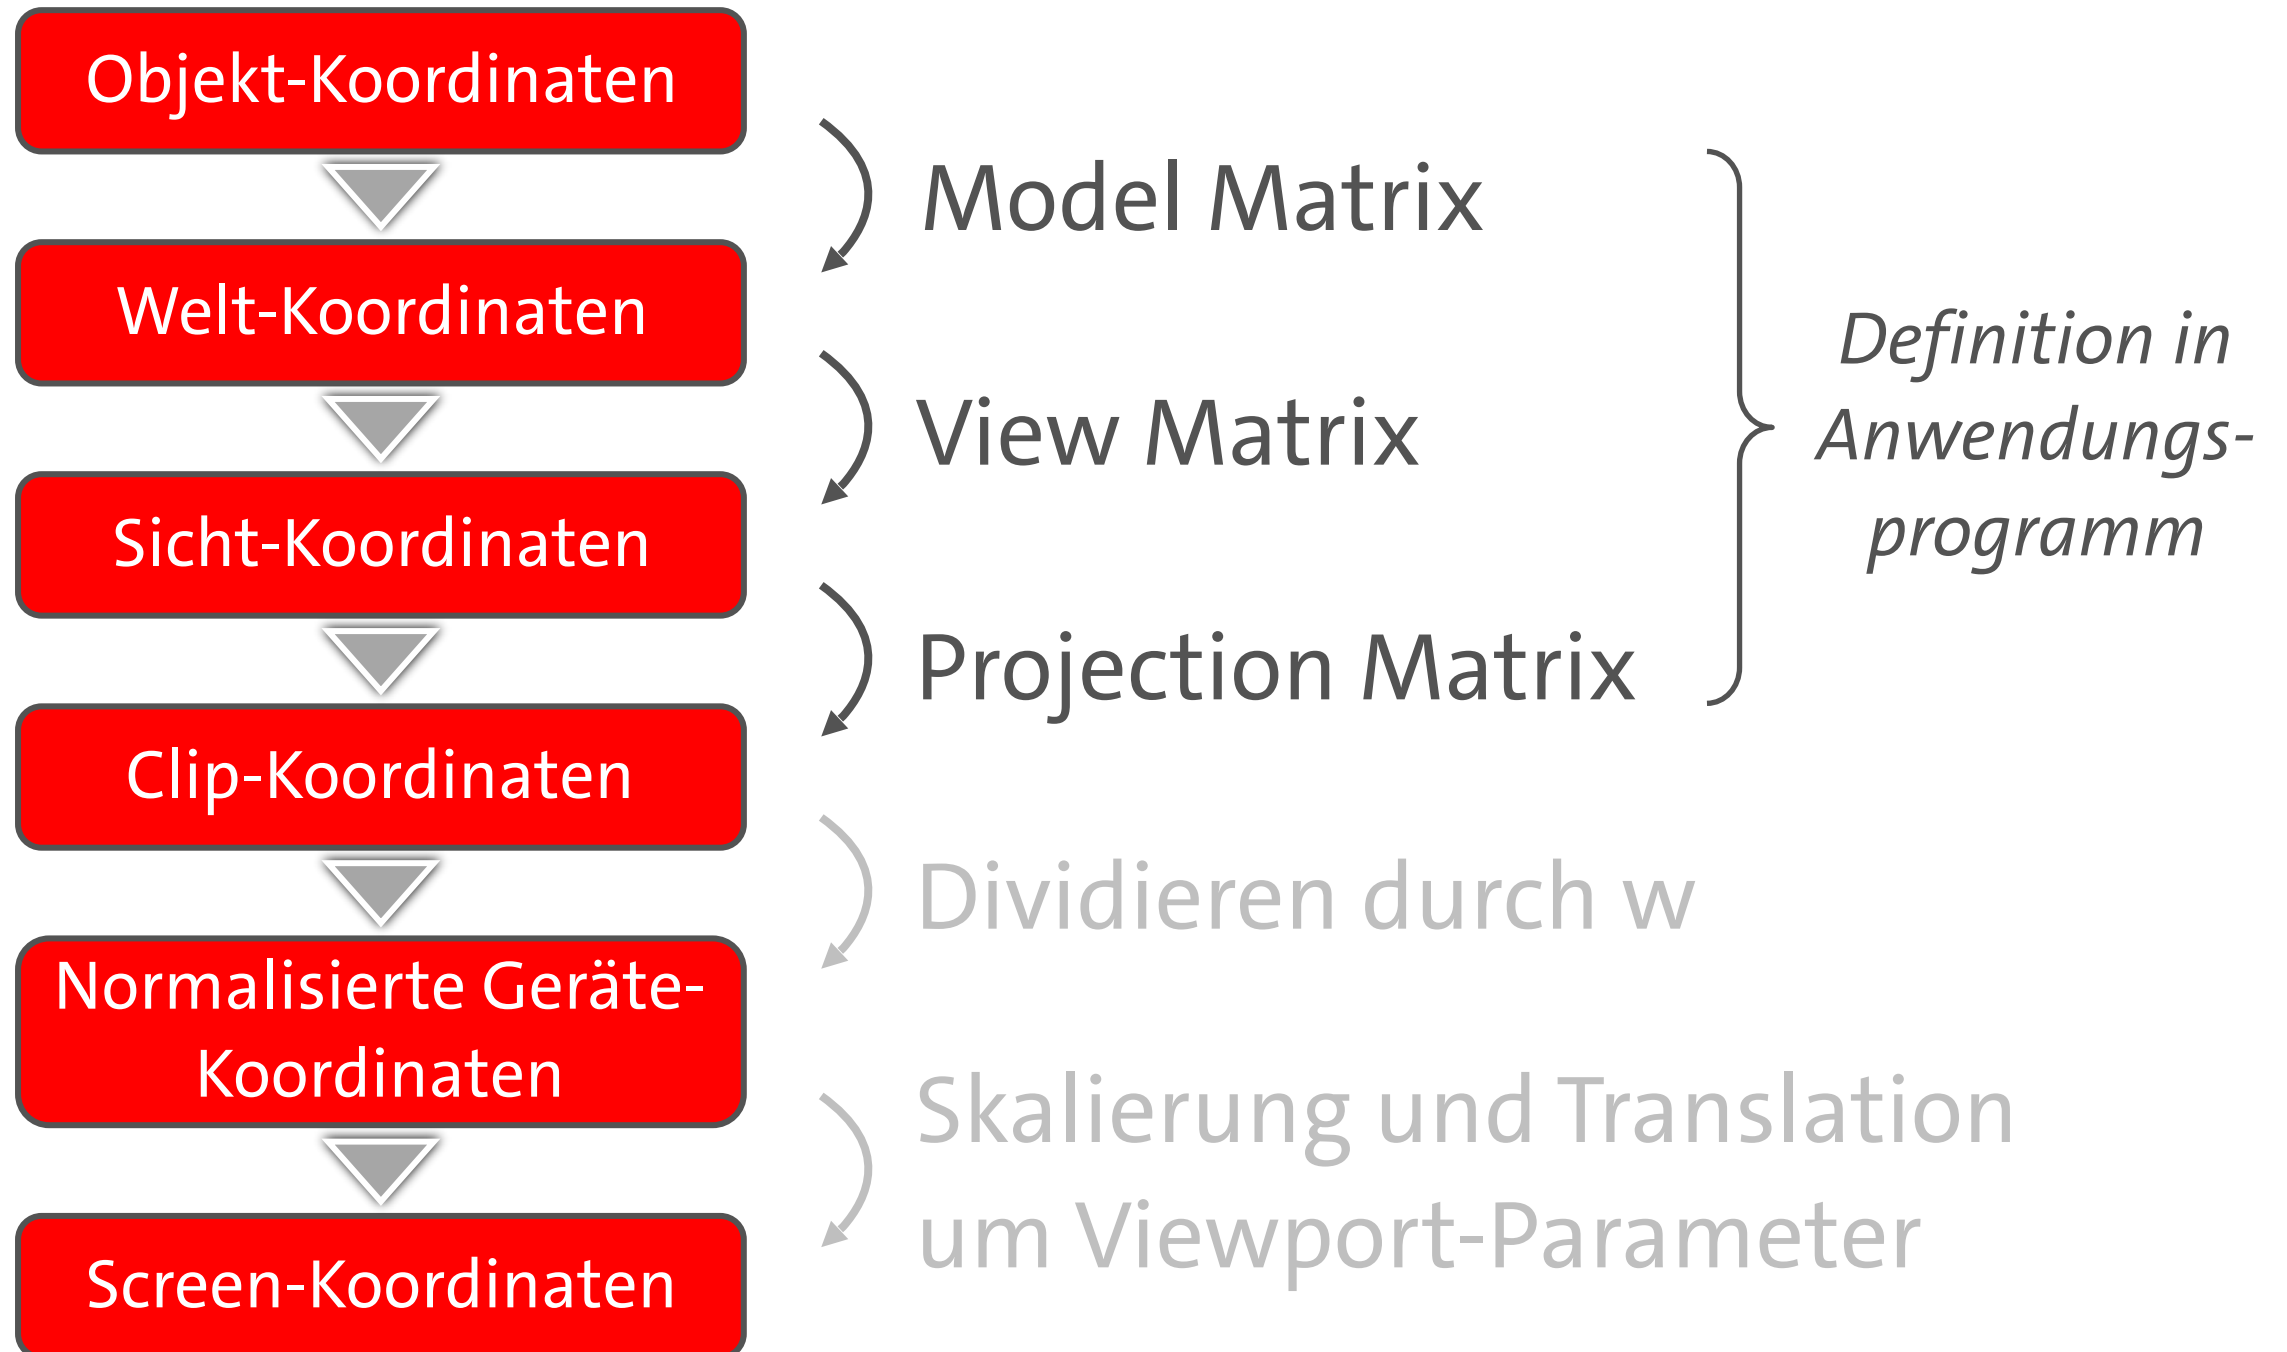 Objekt-Koordinaten
Model Matrix
Welt-Koordinaten
View Matrix
Definition in
Anwendungs-
programm
Sicht-Koordinaten
Projection Matrix
Clip-Koordinaten
Dividieren durch w
Normalisierte Geräte-
Koordinaten
Skalierung und Translation
um Viewport-Parameter
Screen-Koordinaten